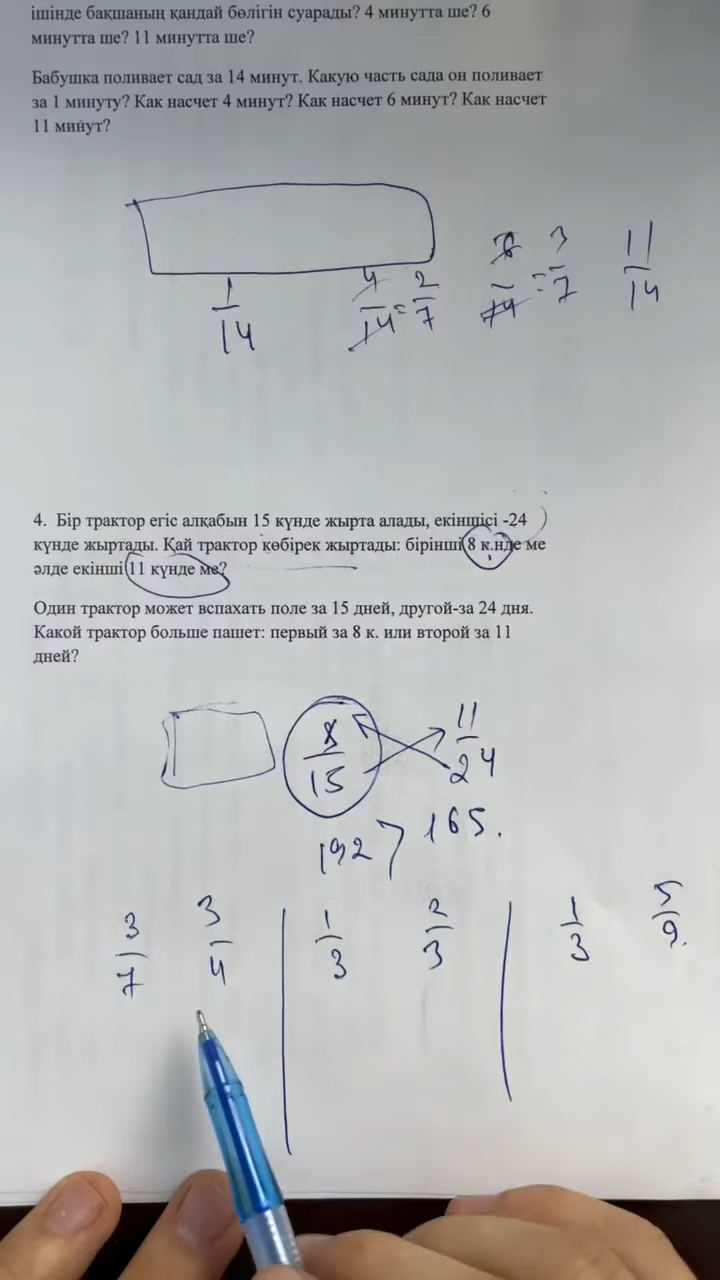 ішінде бақшаның қандай бөлігін суарады? 4 минутта ше? 6
минутта ше? 11 минутта ше?
Бабушка поливает сад за 14 минут. Какую часть сада он поливает
за 1 минуту? Как насчет 4 минут? Как насчет 6 минут? Как насчет
11 минут?
1/14 4/14 = 2/7 6/14 = 3/7 11/14
4. Бір трактор егіс алқабын 15 күнде жырта алады, екіншісі -24
күнде жыртады. Қай трактор көбірек жыртады: бірінші 8 к.нде ме
әлде екінші 11 күнде ме?
Один трактор может вспахать поле за 15 дней, другой-за 24 дня.
Какой трактор больше пашет: первый за 8 к. или второй за 11
дней?
8/15 11/24
192 > 165.
3/7 3/4 | 1/3 2/3 | 1/3 5/9.